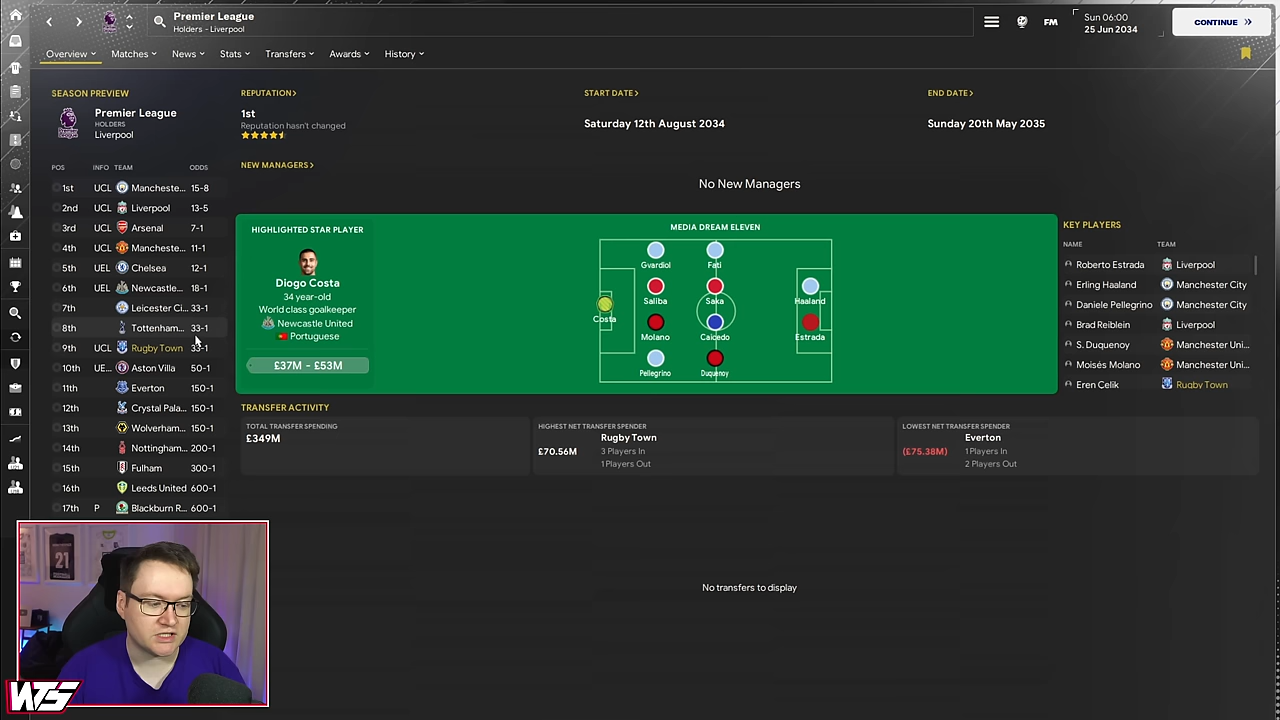 Premier League
Holders - Liverpool
FM
Sun 06:00
25 Jun 2034
CONTINUE
Overview
Matches
News
Stats
Transfers
Awards
History
SEASON PREVIEW
Premier League
HOLDERS
Liverpool
REPUTATION
1st
Reputation hasn't changed
START DATE
Saturday 12th August 2034
END DATE
Sunday 20th May 2035
NEW MANAGERS
No New Managers
POS INFO TEAM ODDS
1st UCL Mancheste... 15-8
2nd UCL Liverpool 13-5
3rd UCL Arsenal 7-1
4th UCL Mancheste... 11-1
5th UEL Chelsea 12-1
6th UEL Newcastle... 18-1
7th Leicester Ci... 33-1
8th Tottenham... 33-1
9th UCL Rugby Town 33-1
10th UE... Aston Villa 50-1
11th Everton 150-1
12th Crystal Pala... 150-1
13th Wolverham... 150-1
14th Nottingham... 200-1
15th Fulham 300-1
16th Leeds United 600-1
17th P Blackburn R... 600-1
HIGHLIGHTED STAR PLAYER
Diogo Costa
34 year-old
World class goalkeeper
Newcastle United
Portuguese
£37M - £53M
MEDIA DREAM ELEVEN
Gvardiol
Fati
Saliba
Saka
Haaland
Costa
Molano
Caicedo
Estrada
Pellegrino
Duquenoy
KEY PLAYERS
NAME TEAM
Roberto Estrada Liverpool
Erling Haaland Manchester City
Daniele Pellegrino Manchester City
Brad Reiblein Liverpool
S. Duquenoy Manchester Uni...
Moisés Molano Manchester Uni...
Eren Celik Rugby Town
TRANSFER ACTIVITY
TOTAL TRANSFER SPENDING
£349M
HIGHEST NET TRANSFER SPENDER
£70.56M
Rugby Town
3 Players In
1 Players Out
LOWEST NET TRANSFER SPENDER
(£75.38M)
Everton
1 Players In
2 Players Out
No transfers to display
21
WTS